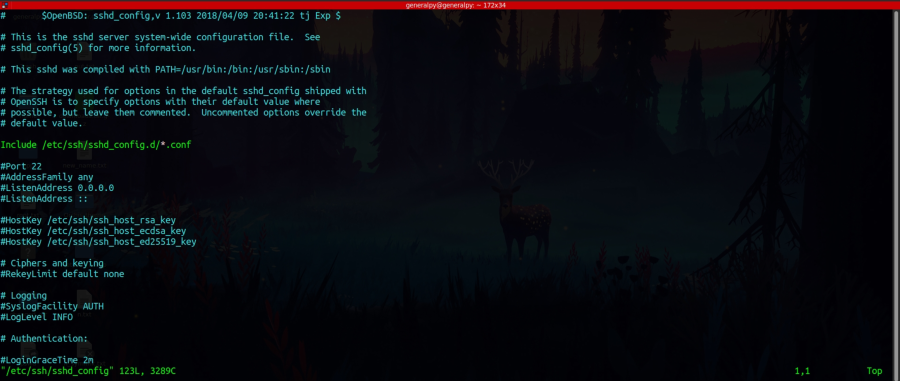 generalpy@generalpy: ~ 172x34
#       $OpenBSD: sshd_config,v 1.103 2018/04/09 20:41:22 tj Exp $
# This is the sshd server system-wide configuration file.  See
# sshd_config(5) for more information.
# This sshd was compiled with PATH=/usr/bin:/bin:/usr/sbin:/sbin
# The strategy used for options in the default sshd_config shipped with
# OpenSSH is to specify options with their default value where
# possible, but leave them commented.  Uncommented options override the
# default value.
Include /etc/ssh/sshd_config.d/*.conf
#Port 22
#AddressFamily any
#ListenAddress 0.0.0.0
#ListenAddress ::
#HostKey /etc/ssh/ssh_host_rsa_key
#HostKey /etc/ssh/ssh_host_ecdsa_key
#HostKey /etc/ssh/ssh_host_ed25519_key
# Ciphers and keying
#RekeyLimit default none
# Logging
#SyslogFacility AUTH
#LogLevel INFO
# Authentication:
#LoginGraceTime 2m
"/etc/ssh/sshd_config" 123L, 3289C 1,1 Top